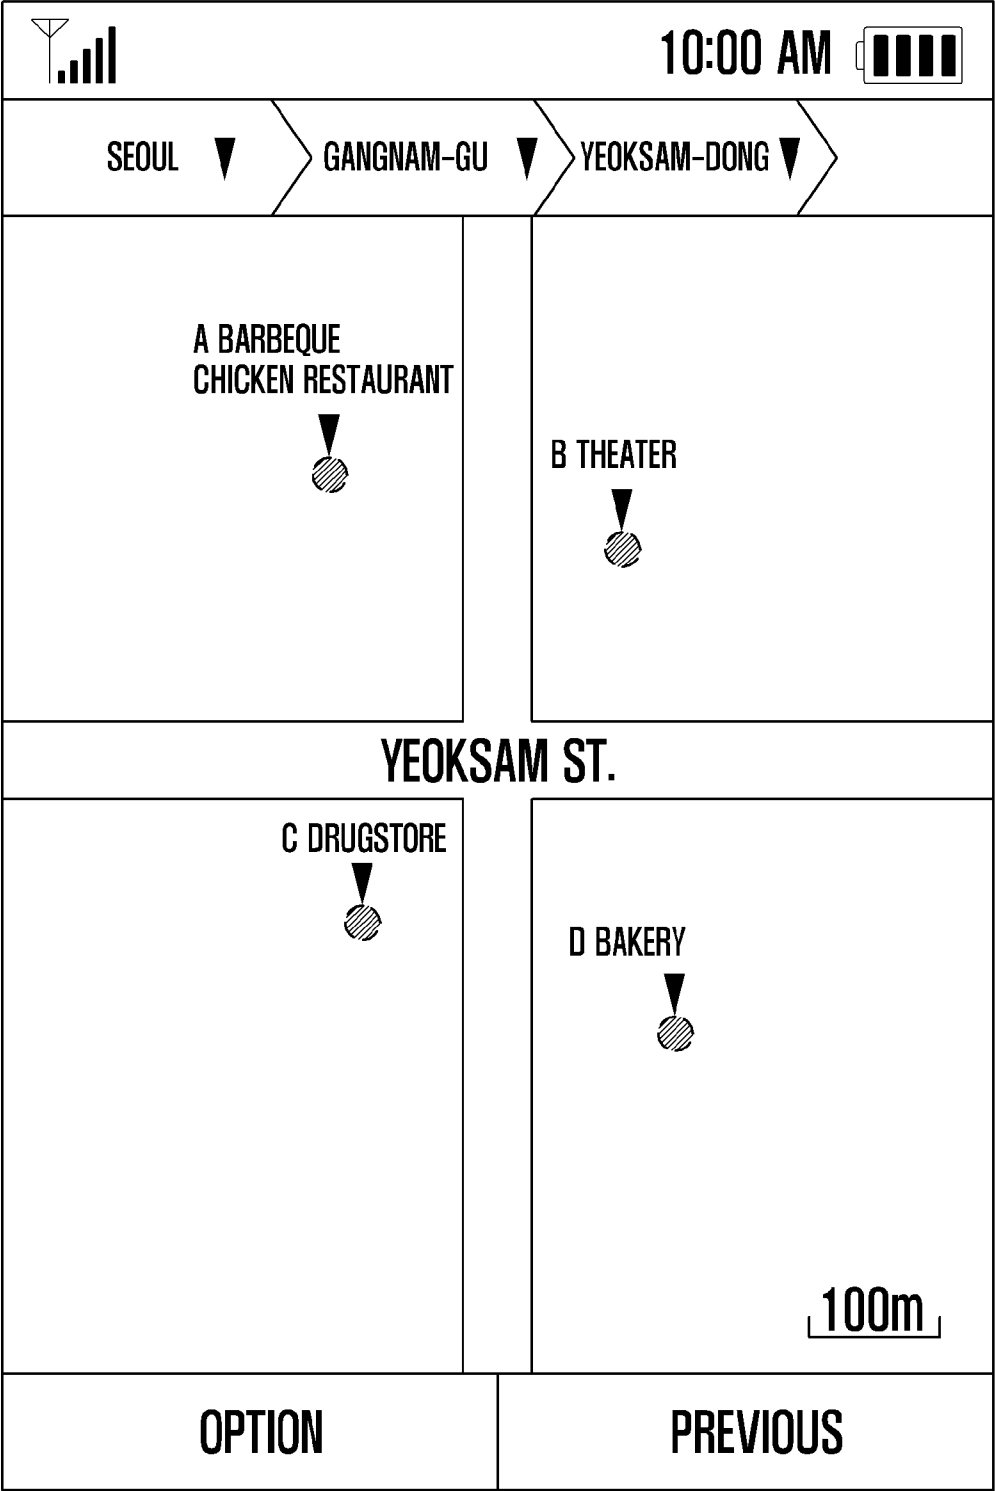 10:00 AM
SEOUL
GANGNAM-GU
YEOKSAM-DONG
A BARBEQUE
CHICKEN RESTAURANT
B THEATER
YEOKSAM ST.
C DRUGSTORE
D BAKERY
100m
OPTION
PREVIOUS